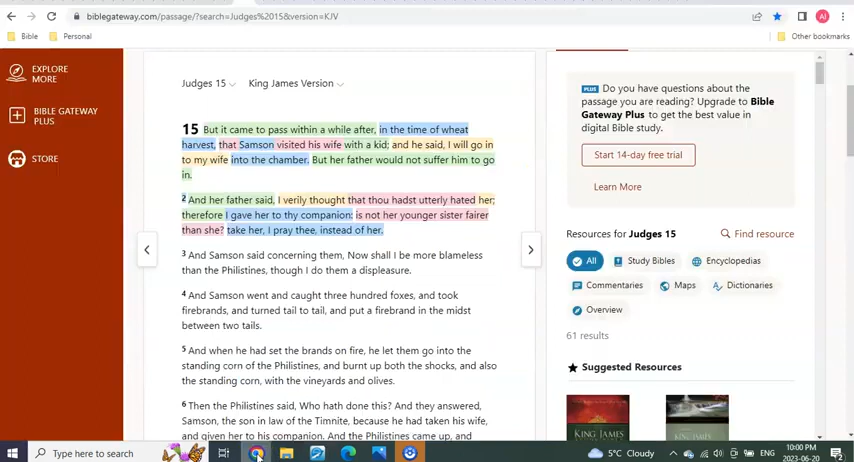 biblegateway.com/passage/?search=Judges%2015&version=KJV
AI
Bible
Personal
Other bookmarks
EXPLORE
MORE
BIBLE GATEWAY
PLUS
STORE
Judges 15
King James Version
15 But it came to pass within a while after, in the time of wheat
harvest, that Samson visited his wife with a kid; and he said, I will go in
to my wife into the chamber. But her father would not suffer him to go
in.
2 And her father said, I verily thought that thou hadst utterly hated her;
therefore I gave her to thy companion: is not her younger sister fairer
than she? take her, I pray thee, instead of her.
3 And Samson said concerning them, Now shall I be more blameless
than the Philistines, though I do them a displeasure.
4 And Samson went and caught three hundred foxes, and took
firebrands, and turned tail to tail, and put a firebrand in the midst
between two tails.
5 And when he had set the brands on fire, he let them go into the
standing corn of the Philistines, and burnt up both the shocks, and also
the standing corn, with the vineyards and olives.
6 Then the Philistines said, Who hath done this? And they answered,
Samson, the son in law of the Timnite, because he had taken his wife,
and given her to his companion. And the Philistines came up, and
PLUS Do you have questions about the
passage you are reading? Upgrade to Bible
Gateway Plus to get the best value in
digital Bible study.
Start 14-day free trial
Learn More
Resources for Judges 15
Find resource
All
Study Bibles
Encyclopedias
Commentaries
Maps
Dictionaries
Overview
61 results
Suggested Resources
KING JAMES
KING JAMES
Type here to search
5°C Cloudy
ENG
10:00 PM
2023-06-20
2